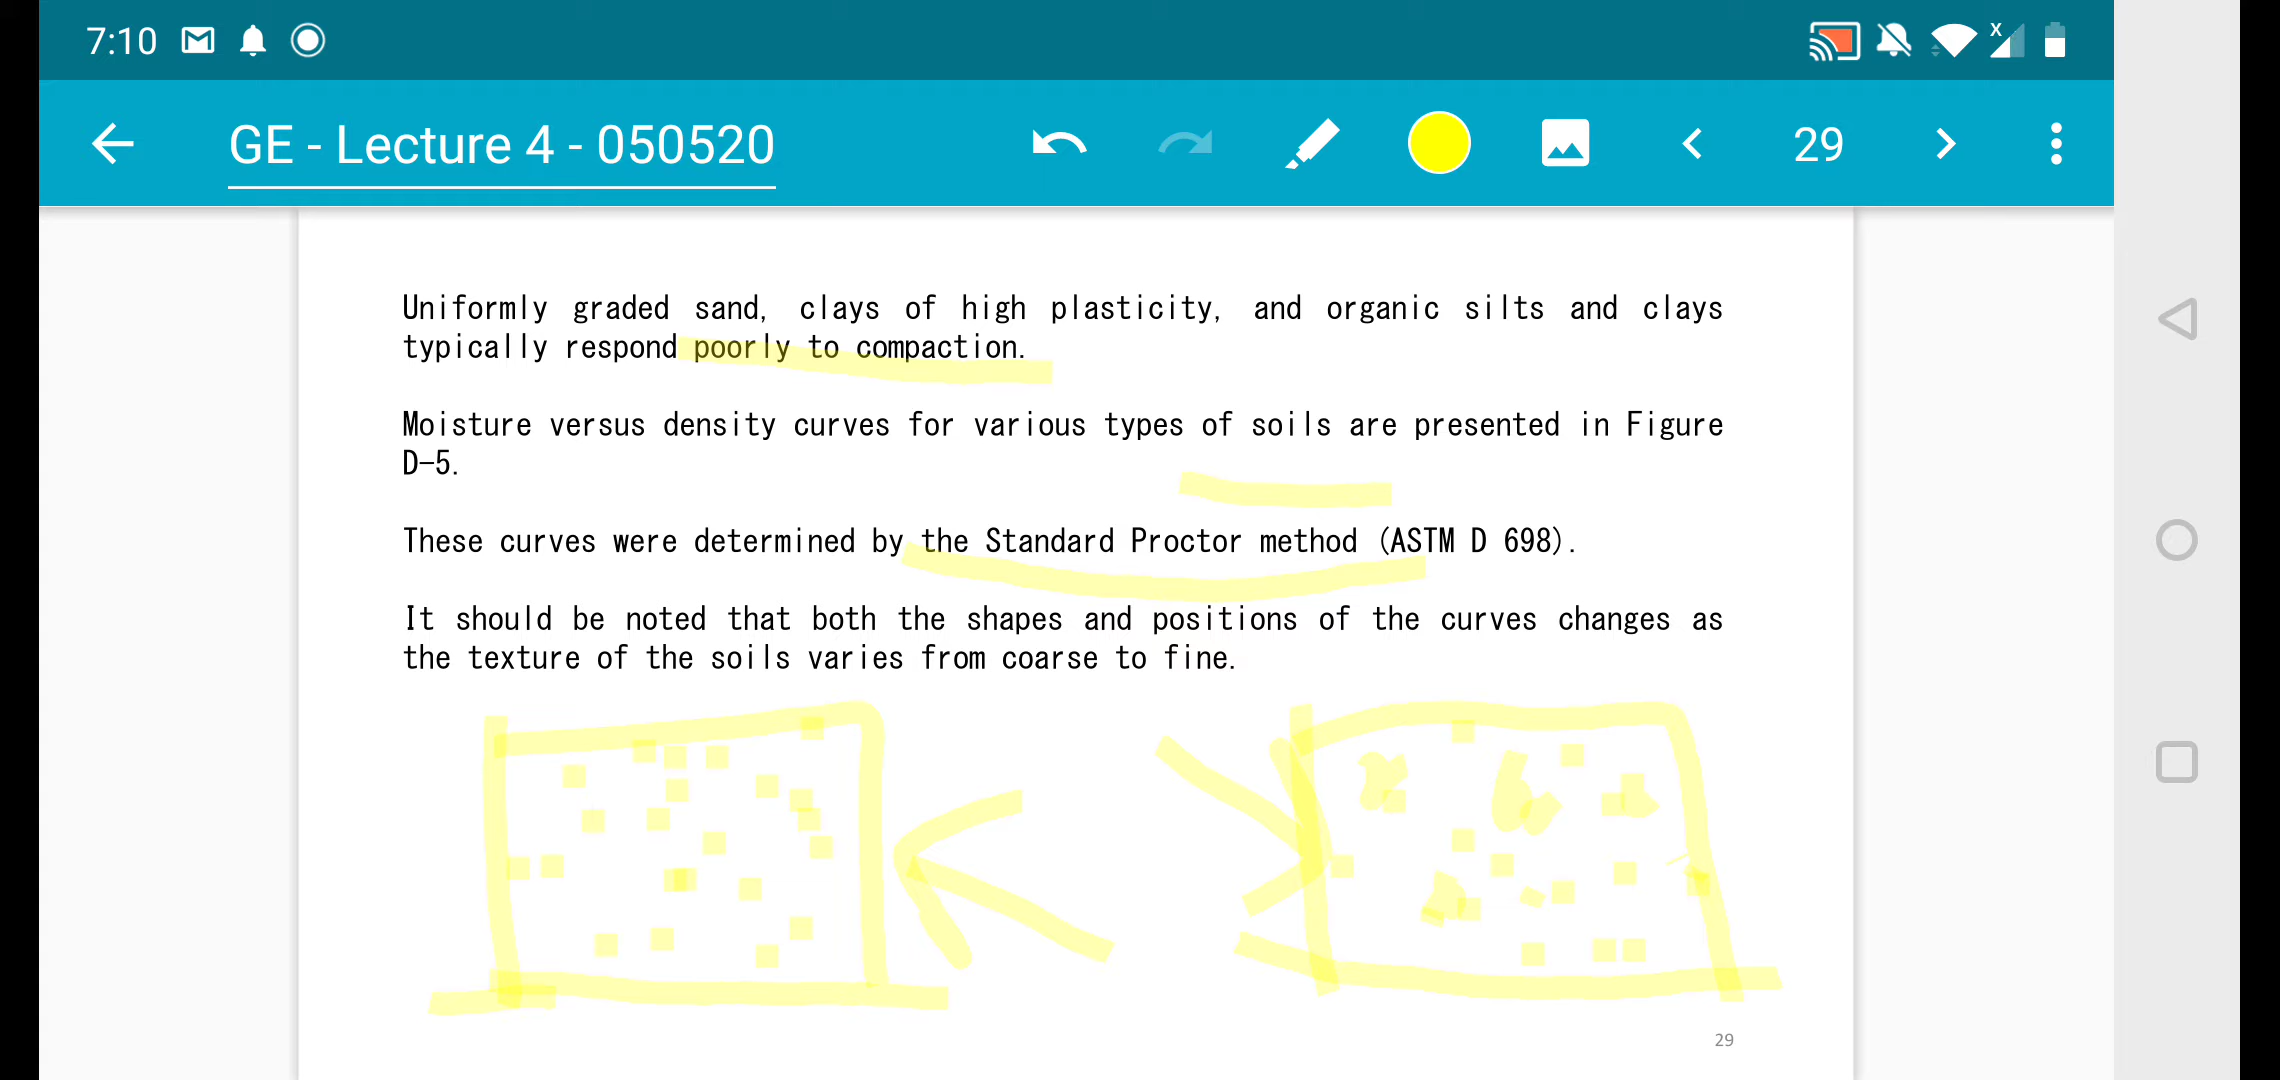 7:10
GE - Lecture 4 - 050520
29
Uniformly graded sand, clays of high plasticity, and organic silts and clays
typically respond poorly to compaction.
Moisture versus density curves for various types of soils are presented in Figure
D-5.
These curves were determined by the Standard Proctor method (ASTM D 698).
It should be noted that both the shapes and positions of the curves changes as
the texture of the soils varies from coarse to fine.
29